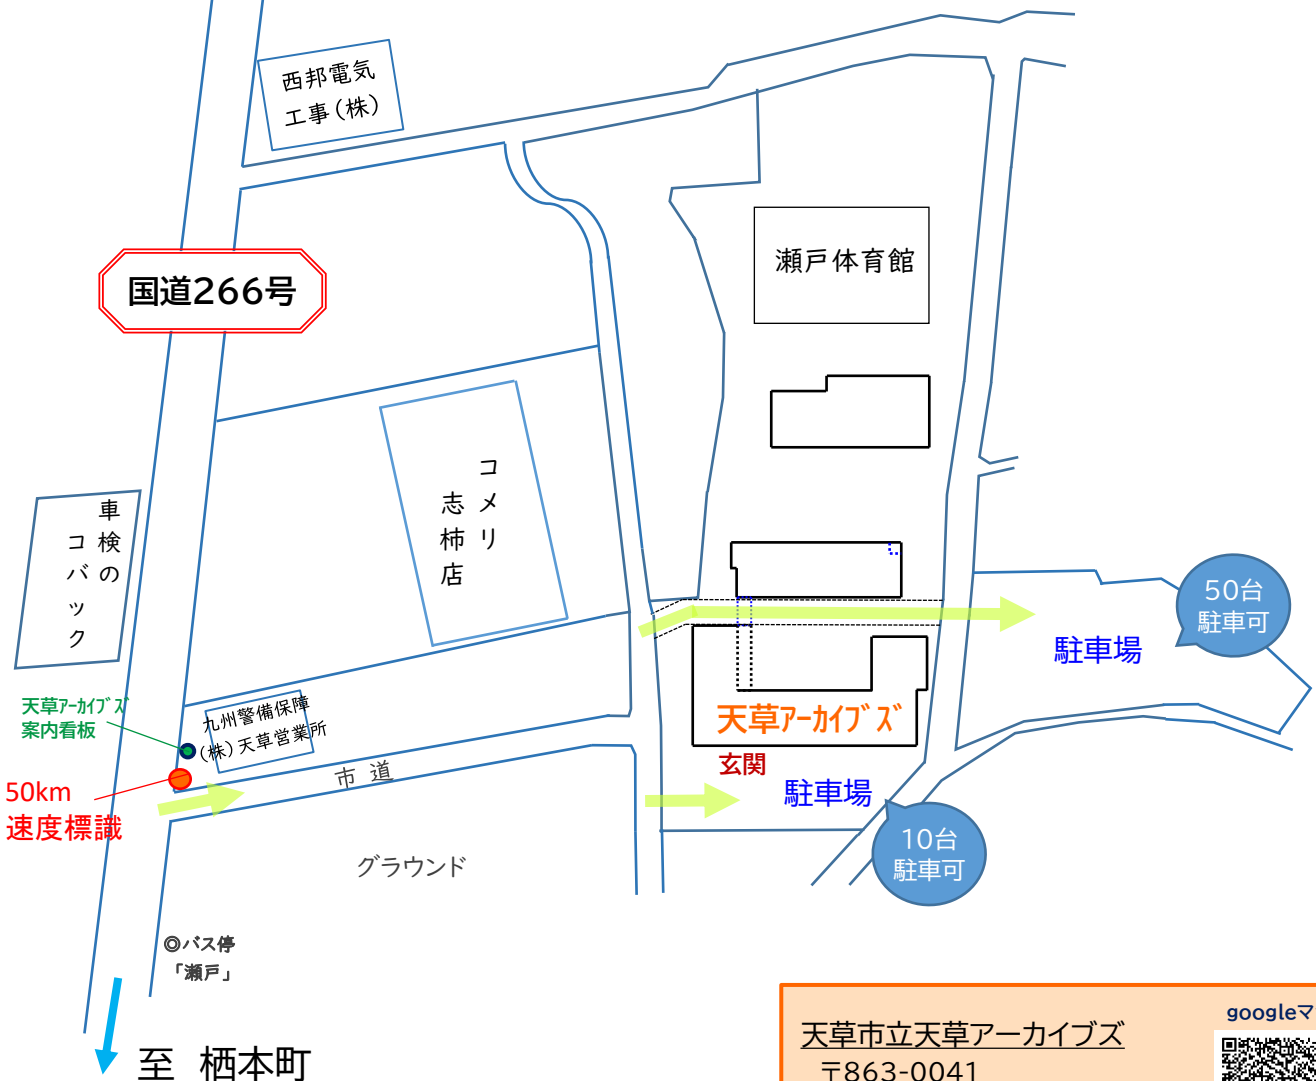 西邦電気
工事(株)
国道266号
瀬戸体育館
コメリ
志柿店
車検の
コバック
50台
駐車可
駐車場
天草アーカイブズ
案内看板
九州警備保障
(株)天草営業所
天草アーカイブズ
玄関
駐車場
市道
50km
速度標識
10台
駐車可
グラウンド
◎バス停
「瀬戸」
至 栖本町
googleマ
天草市立天草アーカイブズ
〒863-0041